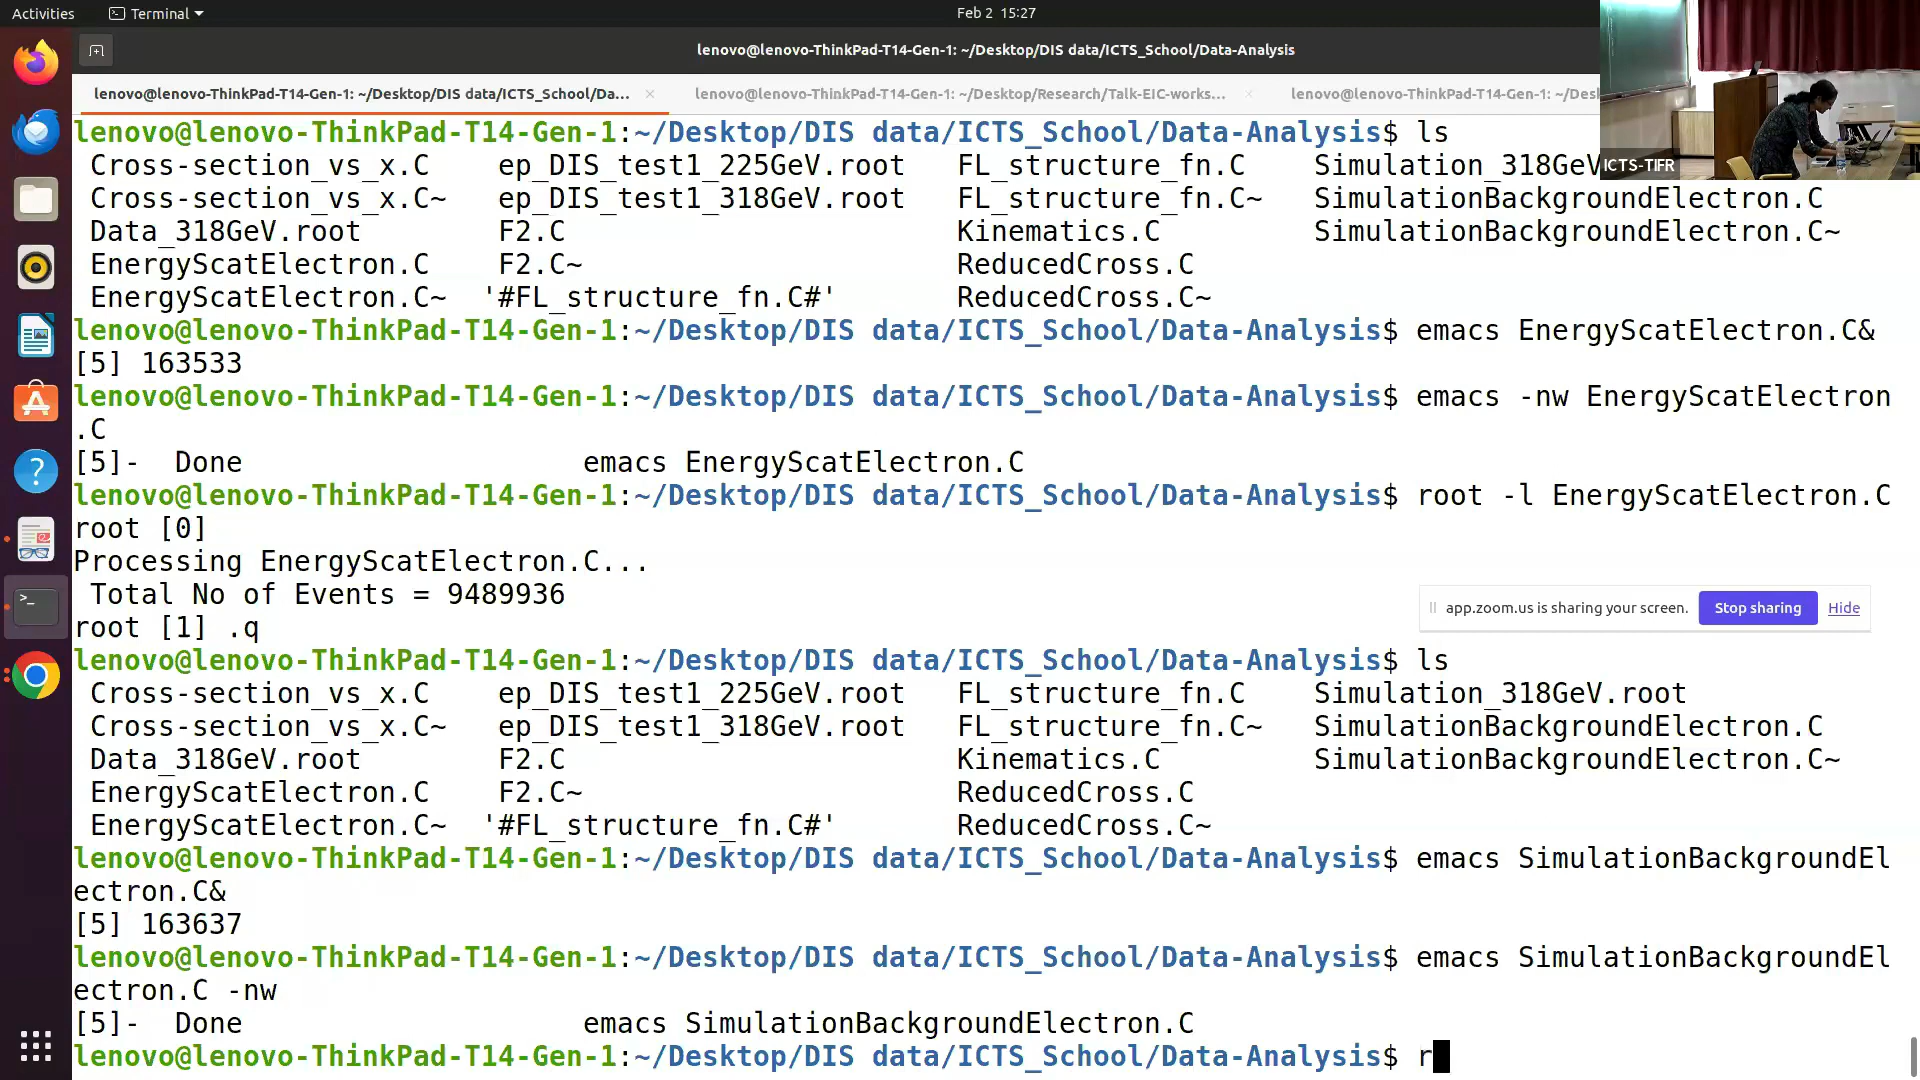 Activities Terminal Feb 2 15:27
lenovo@lenovo-ThinkPad-T14-Gen-1: ~/Desktop/DIS data/ICTS_School/Data-Analysis
lenovo@lenovo-ThinkPad-T14-Gen-1: ~/Desktop/DIS data/ICTS_School/Da... × lenovo@lenovo-ThinkPad-T14-Gen-1: ~/Desktop/Research/Talk-EIC-works... × lenovo@lenovo-ThinkPad-T14-Gen-1: ~/Des
ICTS-TIFR
lenovo@lenovo-ThinkPad-T14-Gen-1:~/Desktop/DIS data/ICTS_School/Data-Analysis$ ls
Cross-section_vs_x.C ep_DIS_test1_225GeV.root FL_structure_fn.C Simulation_318GeV
Cross-section_vs_x.C~ ep_DIS_test1_318GeV.root FL_structure_fn.C~ SimulationBackgroundElectron.C
Data_318GeV.root F2.C Kinematics.C SimulationBackgroundElectron.C~
EnergyScatElectron.C F2.C~ ReducedCross.C
EnergyScatElectron.C~ '#FL_structure_fn.C#' ReducedCross.C~
lenovo@lenovo-ThinkPad-T14-Gen-1:~/Desktop/DIS data/ICTS_School/Data-Analysis$ emacs EnergyScatElectron.C&
[5] 163533
lenovo@lenovo-ThinkPad-T14-Gen-1:~/Desktop/DIS data/ICTS_School/Data-Analysis$ emacs -nw EnergyScatElectron
.C
[5]- Done emacs EnergyScatElectron.C
lenovo@lenovo-ThinkPad-T14-Gen-1:~/Desktop/DIS data/ICTS_School/Data-Analysis$ root -l EnergyScatElectron.C
root [0]
Processing EnergyScatElectron.C...
Total No of Events = 9489936
app.zoom.us is sharing your screen. Stop sharing Hide
root [1] .q
lenovo@lenovo-ThinkPad-T14-Gen-1:~/Desktop/DIS data/ICTS_School/Data-Analysis$ ls
Cross-section_vs_x.C ep_DIS_test1_225GeV.root FL_structure_fn.C Simulation_318GeV.root
Cross-section_vs_x.C~ ep_DIS_test1_318GeV.root FL_structure_fn.C~ SimulationBackgroundElectron.C
Data_318GeV.root F2.C Kinematics.C SimulationBackgroundElectron.C~
EnergyScatElectron.C F2.C~ ReducedCross.C
EnergyScatElectron.C~ '#FL_structure_fn.C#' ReducedCross.C~
lenovo@lenovo-ThinkPad-T14-Gen-1:~/Desktop/DIS data/ICTS_School/Data-Analysis$ emacs SimulationBackgroundEl
ectron.C&
[5] 163637
lenovo@lenovo-ThinkPad-T14-Gen-1:~/Desktop/DIS data/ICTS_School/Data-Analysis$ emacs SimulationBackgroundEl
ectron.C -nw
[5]- Done emacs SimulationBackgroundElectron.C
lenovo@lenovo-ThinkPad-T14-Gen-1:~/Desktop/DIS data/ICTS_School/Data-Analysis$ r